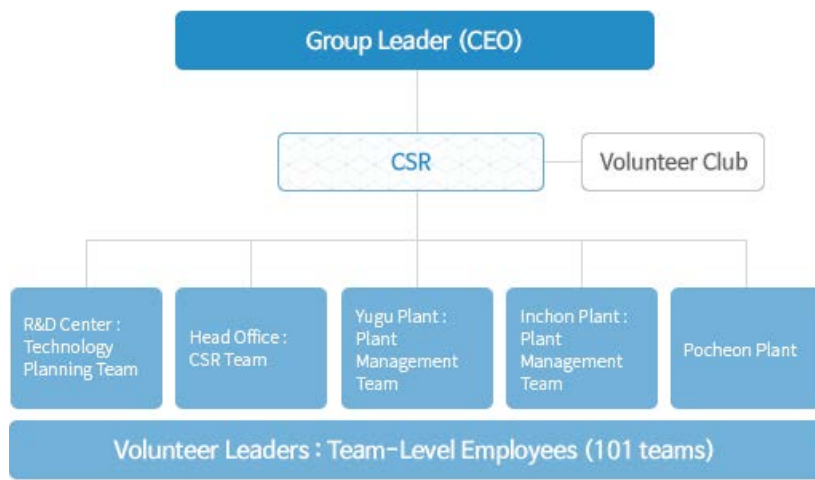 Group Leader (CEO)
CSR
Volunteer Club
R&D Center :
Technology
Planning Team
Head Office :
CSR Team
Yugu Plant :
Plant
Management
Team
Inchon Plant :
Plant
Management
Team
Pocheon Plant
Volunteer Leaders : Team-Level Employees (101 teams)